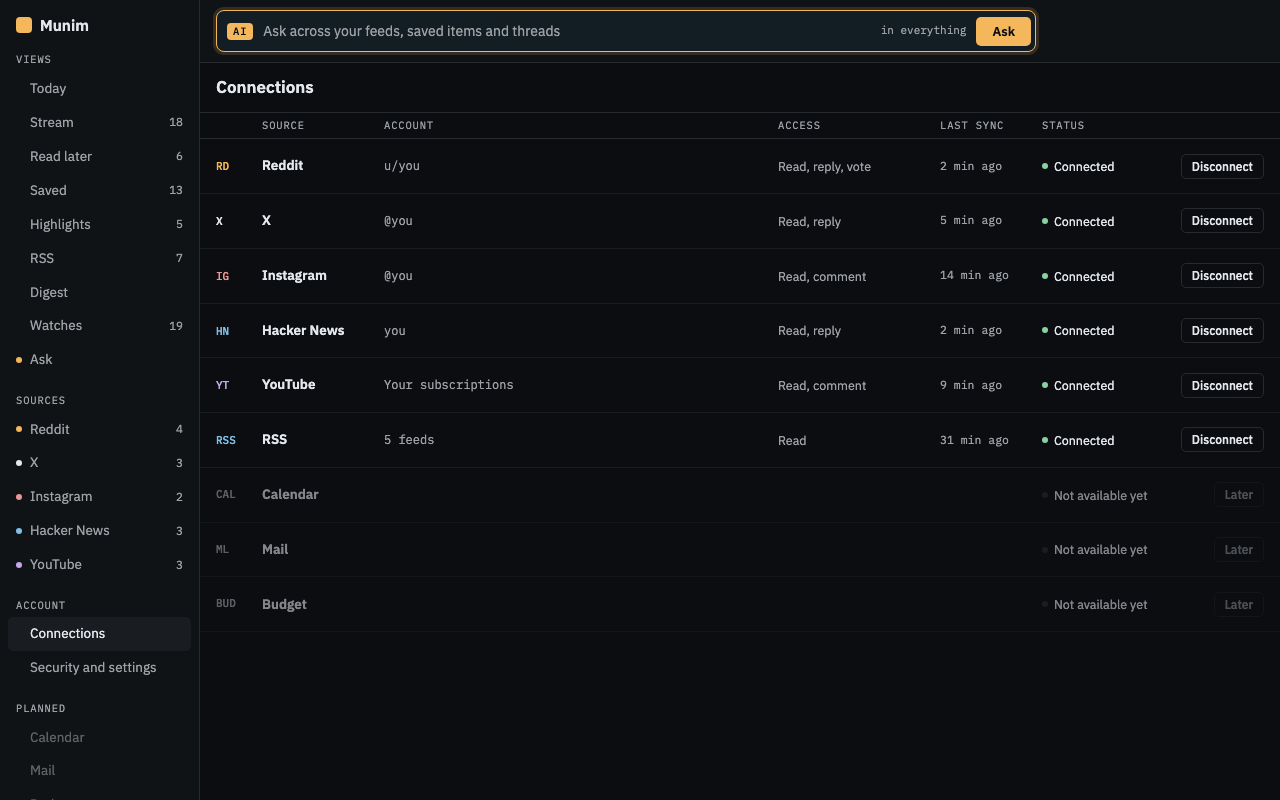 Munim
VIEWS
Today
Stream 18
Read later 6
Saved 13
Highlights 5
RSS 7
Digest
Watches 19
Ask
SOURCES
Reddit 4
X 3
Instagram 2
Hacker News 3
YouTube 3
ACCOUNT
Connections
Security and settings
PLANNED
Calendar
Mail
AI Ask across your feeds, saved items and threads in everything Ask
Connections
SOURCE ACCOUNT ACCESS LAST SYNC STATUS
RD Reddit u/you Read, reply, vote 2 min ago Connected Disconnect
X X @you Read, reply 5 min ago Connected Disconnect
IG Instagram @you Read, comment 14 min ago Connected Disconnect
HN Hacker News you Read, reply 2 min ago Connected Disconnect
YT YouTube Your subscriptions Read, comment 9 min ago Connected Disconnect
RSS RSS 5 feeds Read 31 min ago Connected Disconnect
CAL Calendar Not available yet Later
ML Mail Not available yet Later
BUD Budget Not available yet Later